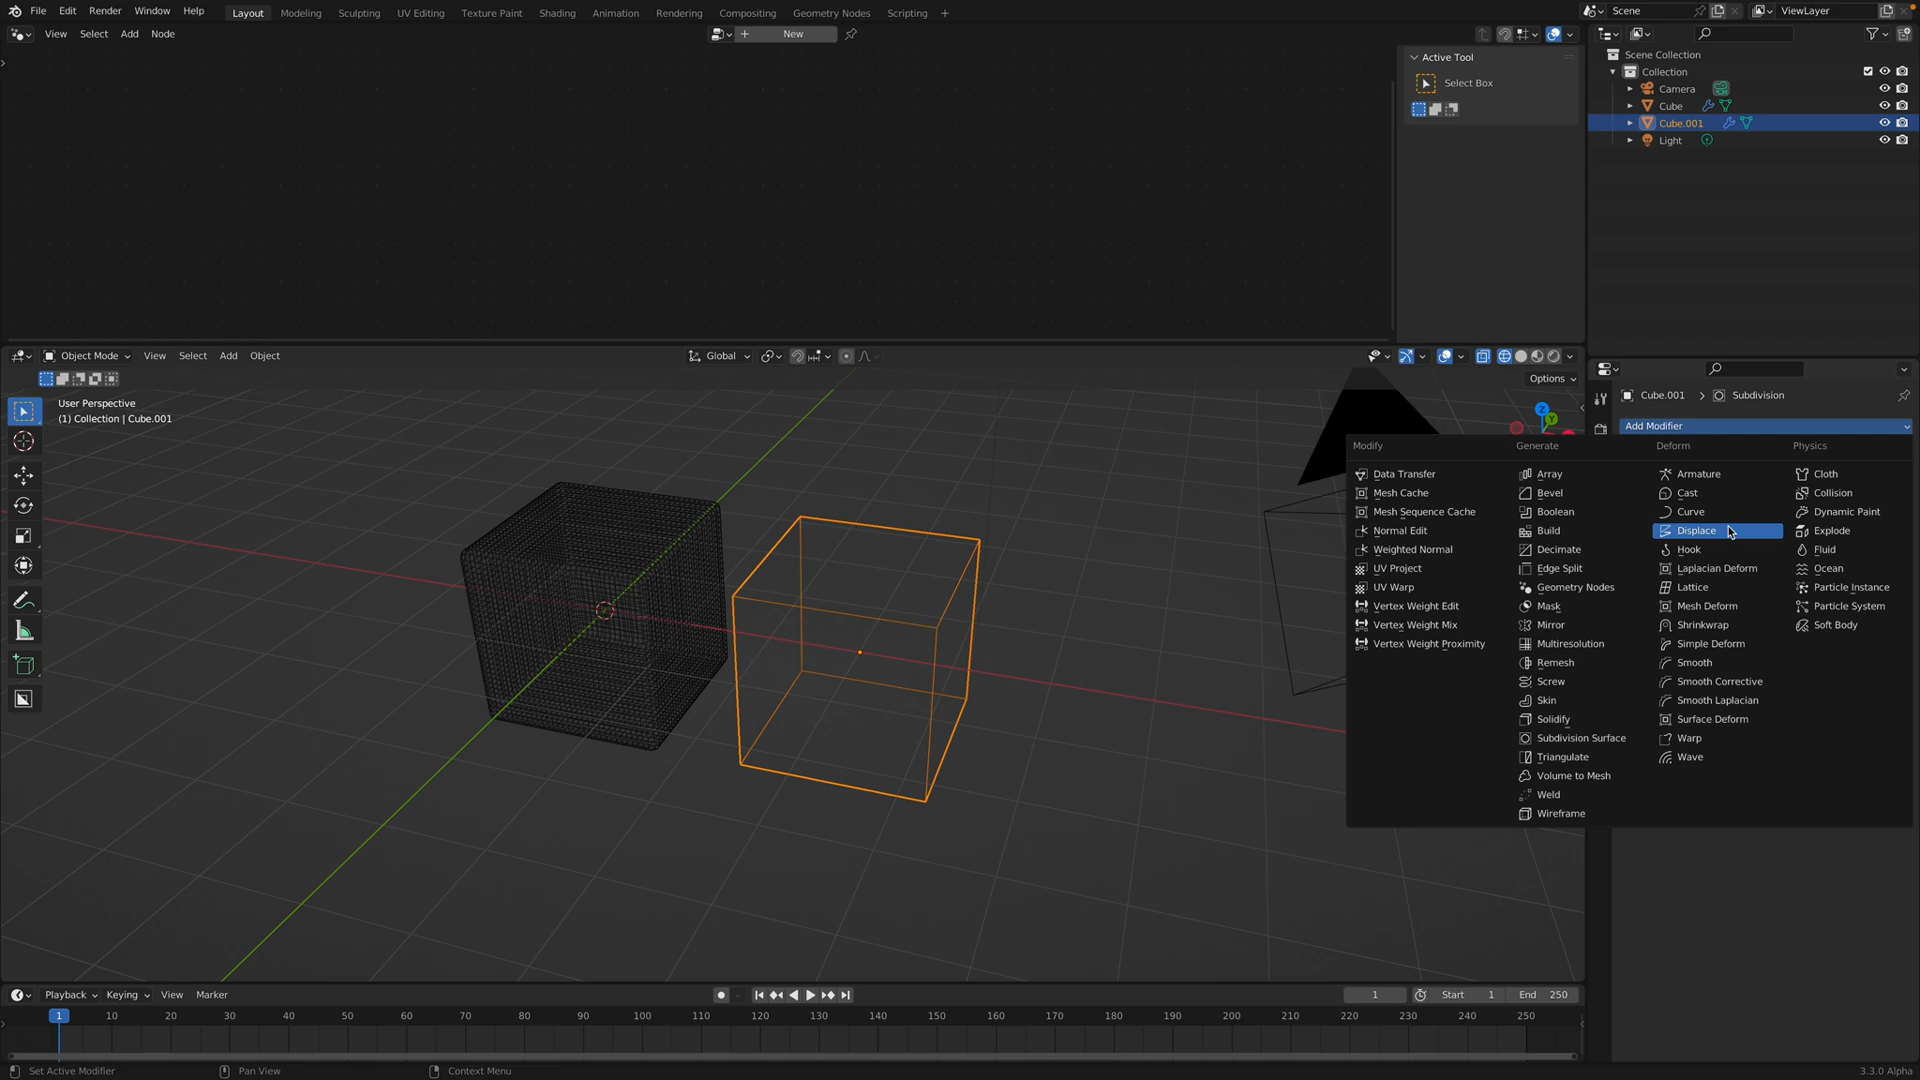 File Edit Render Window Help Layout Modeling Sculpting UV Editing Texture Paint Shading Animation Rendering Compositing Geometry Nodes Scripting + Scene ViewLayer
View Select Add Node + New
Active Tool
Select Box
Scene Collection
Collection
Camera
Cube
Cube.001
Light
Object Mode View Select Add Object Global
Options
User Perspective
(1) Collection | Cube.001
Cube.001 > Subdivision
Add Modifier
Z
Y
Modify Generate Deform Physics
Data Transfer Array Armature Cloth
Mesh Cache Bevel Cast Collision
Mesh Sequence Cache Boolean Curve Dynamic Paint
Normal Edit Build Displace Explode
Weighted Normal Decimate Hook Fluid
UV Project Edge Split Laplacian Deform Ocean
UV Warp Geometry Nodes Lattice Particle Instance
Vertex Weight Edit Mask Mesh Deform Particle System
Vertex Weight Mix Mirror Shrinkwrap Soft Body
Vertex Weight Proximity Multiresolution Simple Deform
Remesh Smooth
Screw Smooth Corrective
Skin Smooth Laplacian
Solidify Surface Deform
Subdivision Surface Warp
Triangulate Wave
Volume to Mesh
Weld
Wireframe
Playback Keying View Marker 1 Start 1 End 250
1 10 20 30 40 50 60 70 80 90 100 110 120 130 140 150 160 170 180 190 200 210 220 230 240 250
Set Active Modifier Pan View Context Menu 3.3.0 Alpha